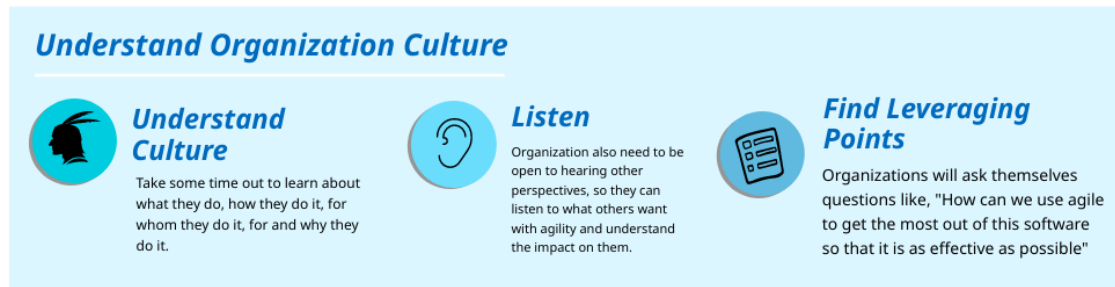 Understand Organization Culture
Understand
Culture
Take some time out to learn about
what they do, how they do it, for
whom they do it, for and why they
do it.
Listen
Organization also need to be
open to hearing other
perspectives, so they can
listen to what others want
with agility and understand
the impact on them.
Find Leveraging
Points
Organizations will ask themselves
questions like, "How can we use agile
to get the most out of this software
so that it is as effective as possible"